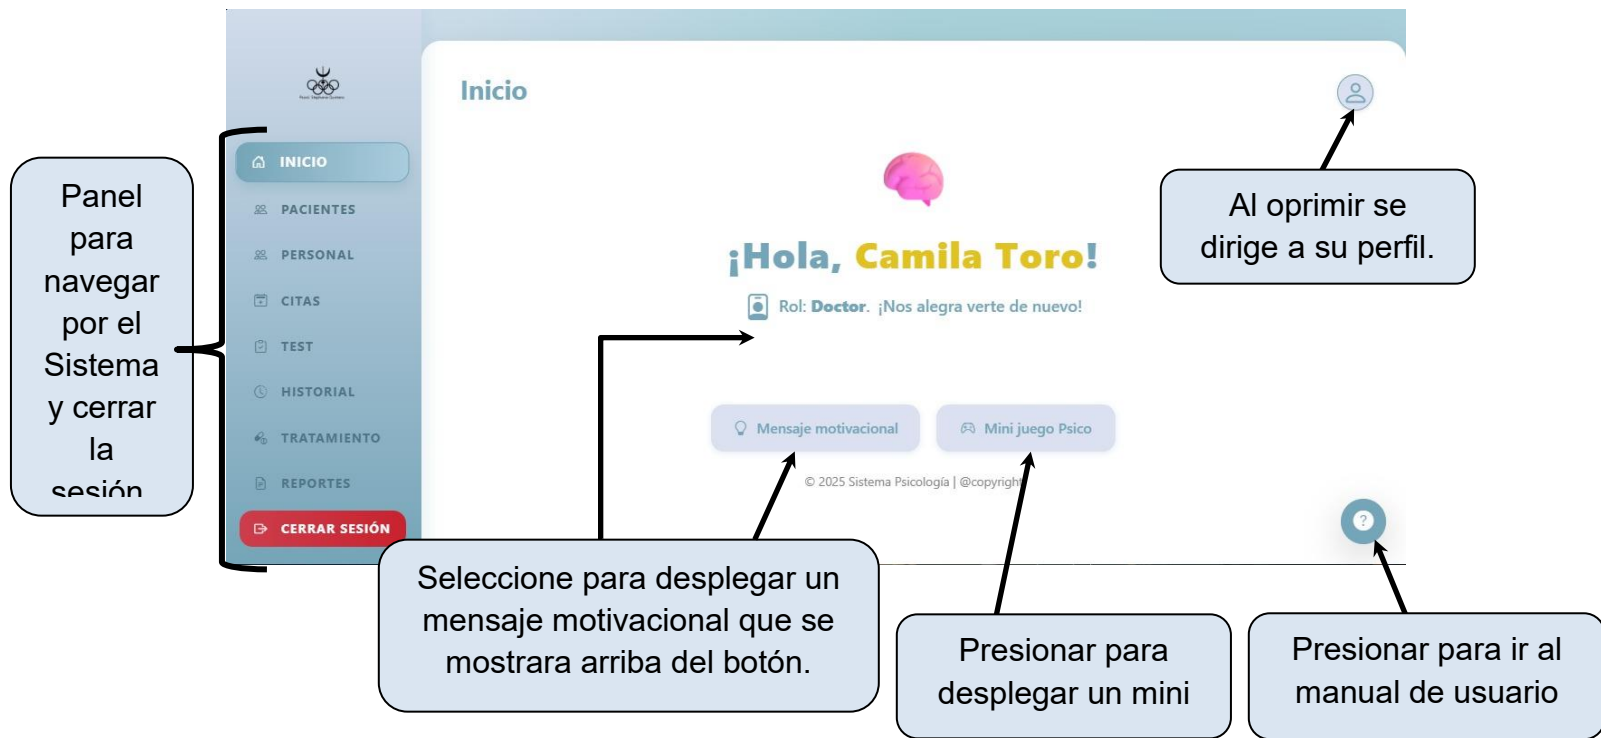 Inicio
INICIO
PACIENTES
PERSONAL
CITAS
TEST
HISTORIAL
TRATAMIENTO
REPORTES
CERRAR SESIÓN
Panel
para
navegar
por el
Sistema
y cerrar
la
sesión
¡Hola, Camila Toro!
Rol: Doctor. ¡Nos alegra verte de nuevo!
Al oprimir se
dirige a su perfil.
Mensaje motivacional
Mini juego Psico
© 2025 Sistema Psicología | @copyright
?
Seleccione para desplegar un
mensaje motivacional que se
mostrara arriba del botón.
Presionar para
desplegar un mini
Presionar para ir al
manual de usuario